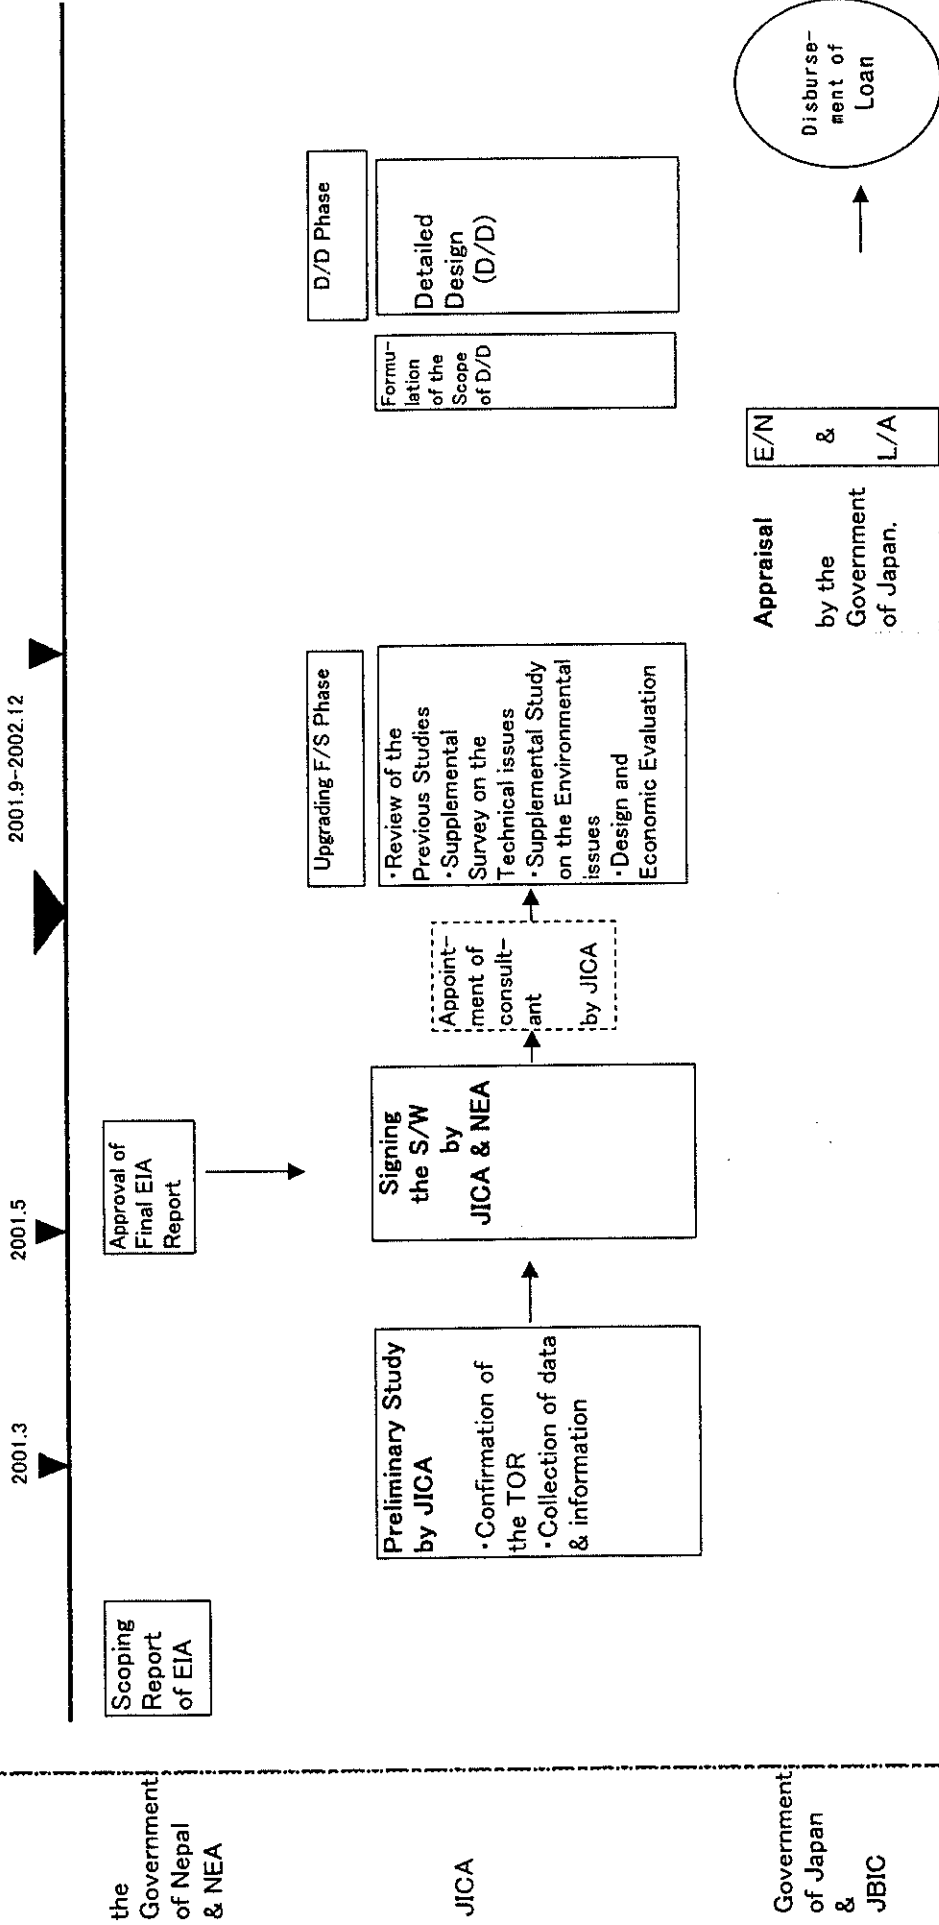 2001.3
2001.5
2001.9-2002.12
the
Government
of Nepal
& NEA
Scoping
Report
of EIA
Approval of
Final EIA
Report
JICA
Preliminary Study
by JICA
・Confirmation of
the TOR
・Collection of data
& information
Signing
the S/W
by
JICA & NEA
Appoint-
ment of
consult-
ant
by JICA
Upgrading F/S Phase
・Review of the
Previous Studies
・Supplemental
Survey on the
Technical issues
・Supplemental Study
on the Environmental
issues
・Design and
Economic Evaluation
Formu-
lation
of the
Scope
of D/D
D/D Phase
Detailed
Design
(D/D)
Government
of Japan
&
JBIC
Appraisal
by the
Government
of Japan.
E/N
&
L/A
Disburse-
ment of
Loan